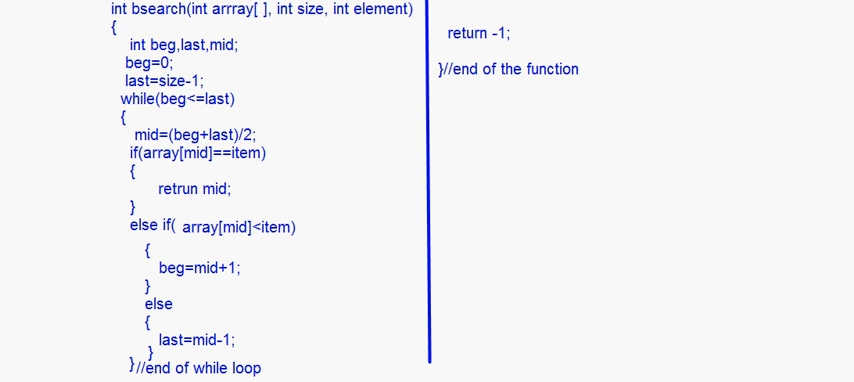 int bsearch(int arrray[ ], int size, int element)
{
int beg,last,mid;
beg=0;
last=size-1;
while(beg<=last)
{
mid=(beg+last)/2;
if(array[mid]==item)
{
retrun mid;
}
else if( array[mid]<item)
{
beg=mid+1;
}
else
{
last=mid-1;
}
}//end of while loop
return -1;
}//end of the function